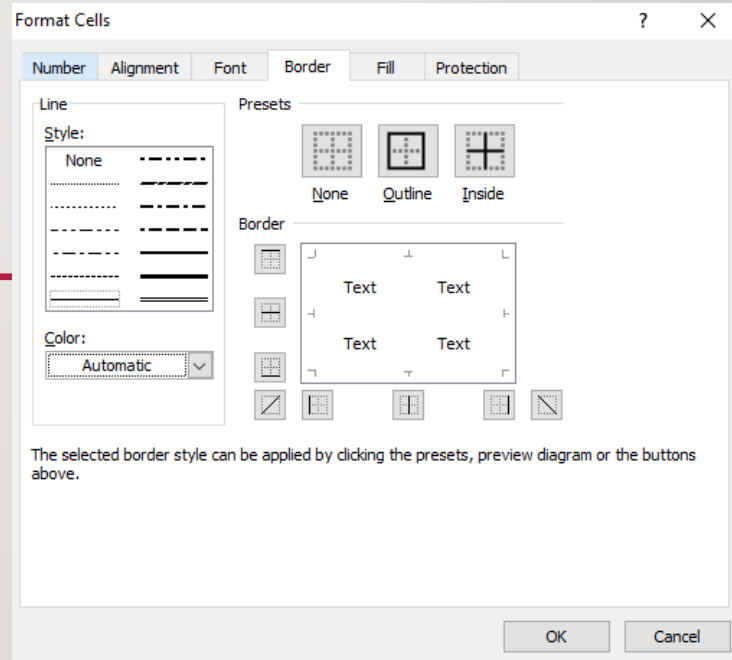 Format Cells
?
Number Alignment Font Border Fill Protection
Line
Style:
None
Color:
Automatic
Presets
None Outline Inside
Border
Text Text
Text Text
The selected border style can be applied by clicking the presets, preview diagram or the buttons
above.
OK Cancel